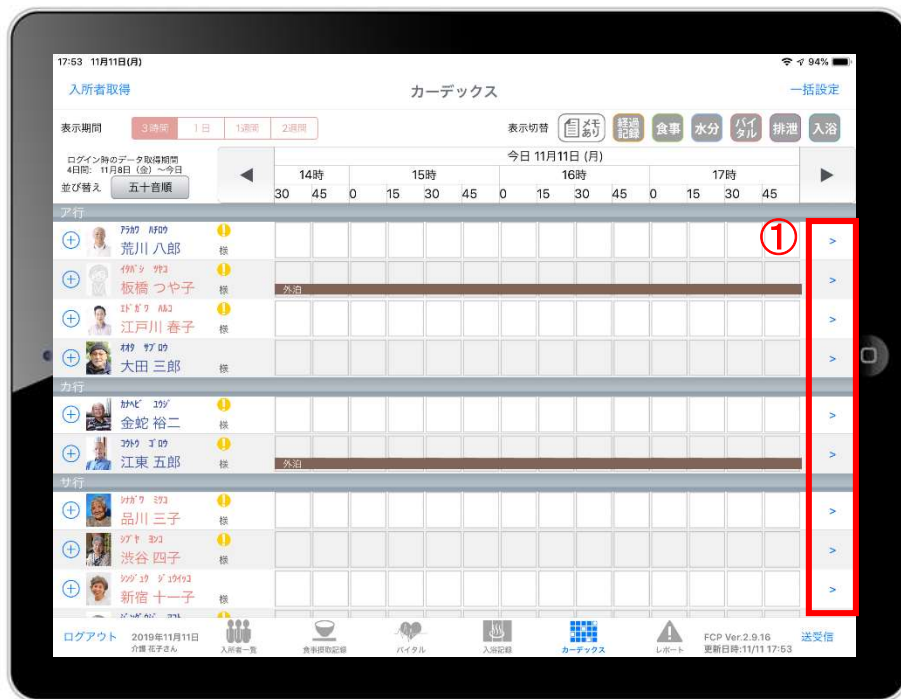 17:53 11月11日(月)
94%
入所者取得
カーデックス
一括設定
表示期間
3時間 1日 1週間 2週間
表示切替
メモあり
経過記録
食事
水分
バイタル
排泄
入浴
ログイン時のデータ取得期間
4日間: 11月8日(金)〜今日
並び替え 五十音順
今日 11月11日 (月)
◀ 14時 15時 16時 17時 ▶
30 45 0 15 30 45 0 15 30 45 0 15 30 45
ア行
①
ｱﾗｶﾜ ﾊﾁﾛｳ
荒川 八郎 様 >
ｲﾀﾊﾞｼ ﾂﾔｺ
板橋 つや子 様 >
外泊
ｴﾄﾞｶﾞﾜ ﾊﾙｺ
江戸川 春子 様 >
ｵｵﾀ ｻﾌﾞﾛｳ
大田 三郎 様 >
カ行
ｶﾅﾍﾋﾞ ﾕｳｼﾞ
金蛇 裕二 様 >
ｺｳﾄｳ ｺﾞﾛｳ
江東 五郎 様 >
外泊
サ行
ｼﾅｶﾞﾜ ﾐﾂｺ
品川 三子 様 >
ｼﾌﾞﾔ ﾖﾝｺ
渋谷 四子 様 >
ｼﾝｼﾞｭｸ ｼﾞｭｳｲﾁｺ
新宿 十一子 様 >
ログアウト
2019年11月11日
介護 花子さん
入所者一覧
食事摂取記録
バイタル
入浴記録
カーデックス
レポート
FCP Ver.2.9.16
更新日時:11/11 17:53
送受信